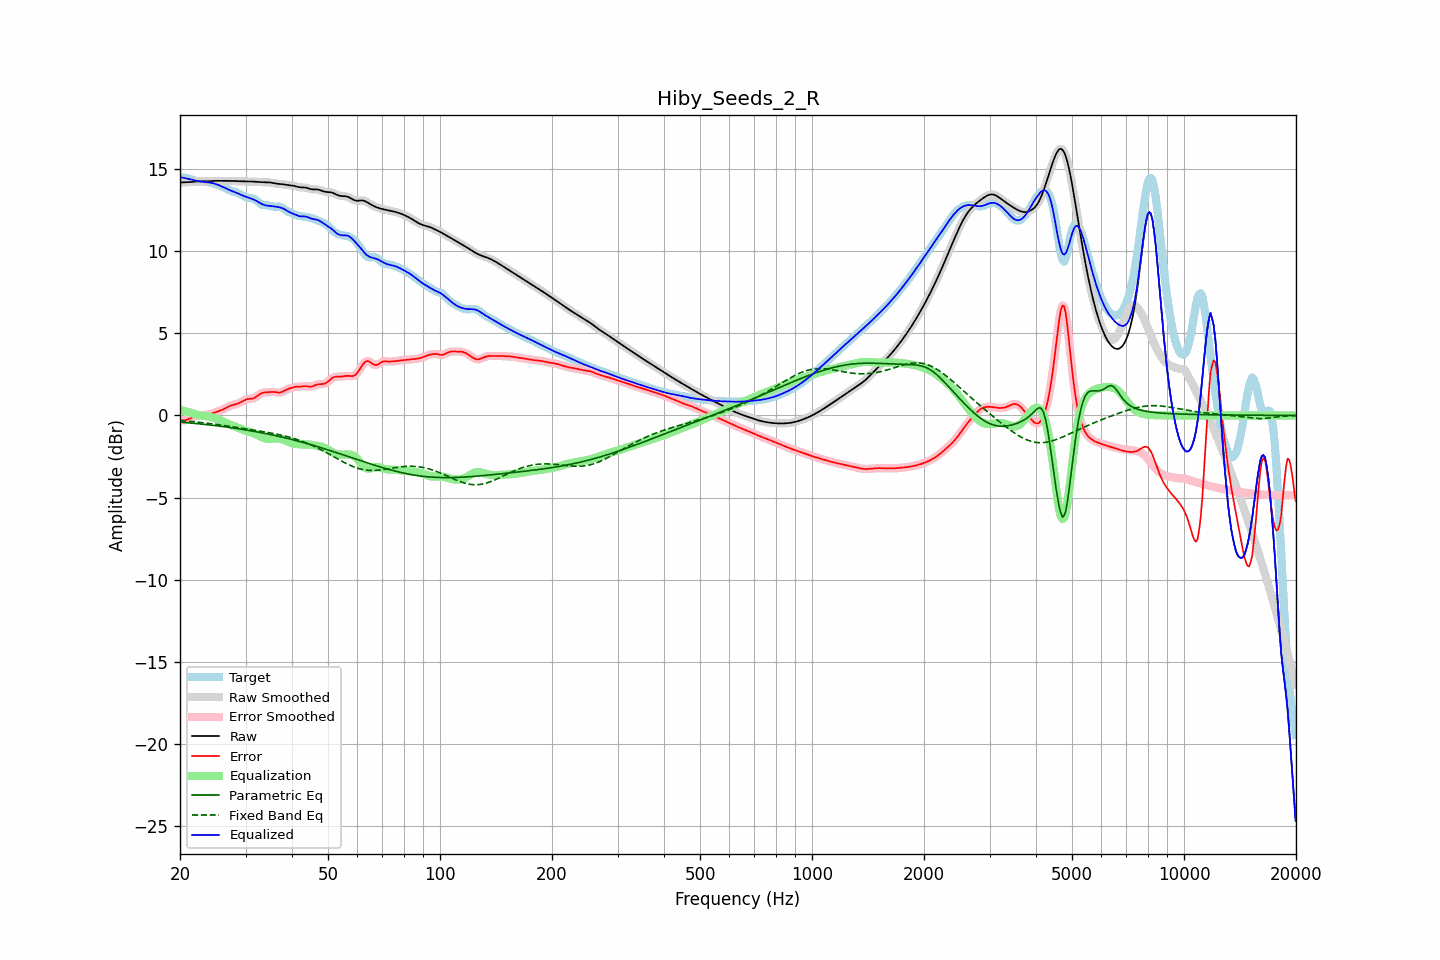 Hiby_Seeds_2_R
Amplitude (dBr)
15
10
5
0
−5
−10
−15
−20
−25
Target
Raw Smoothed
Error Smoothed
Raw
Error
Equalization
Parametric Eq
Fixed Band Eq
Equalized
20 50 100 200 500 1000 2000 5000 10000 20000
Frequency (Hz)